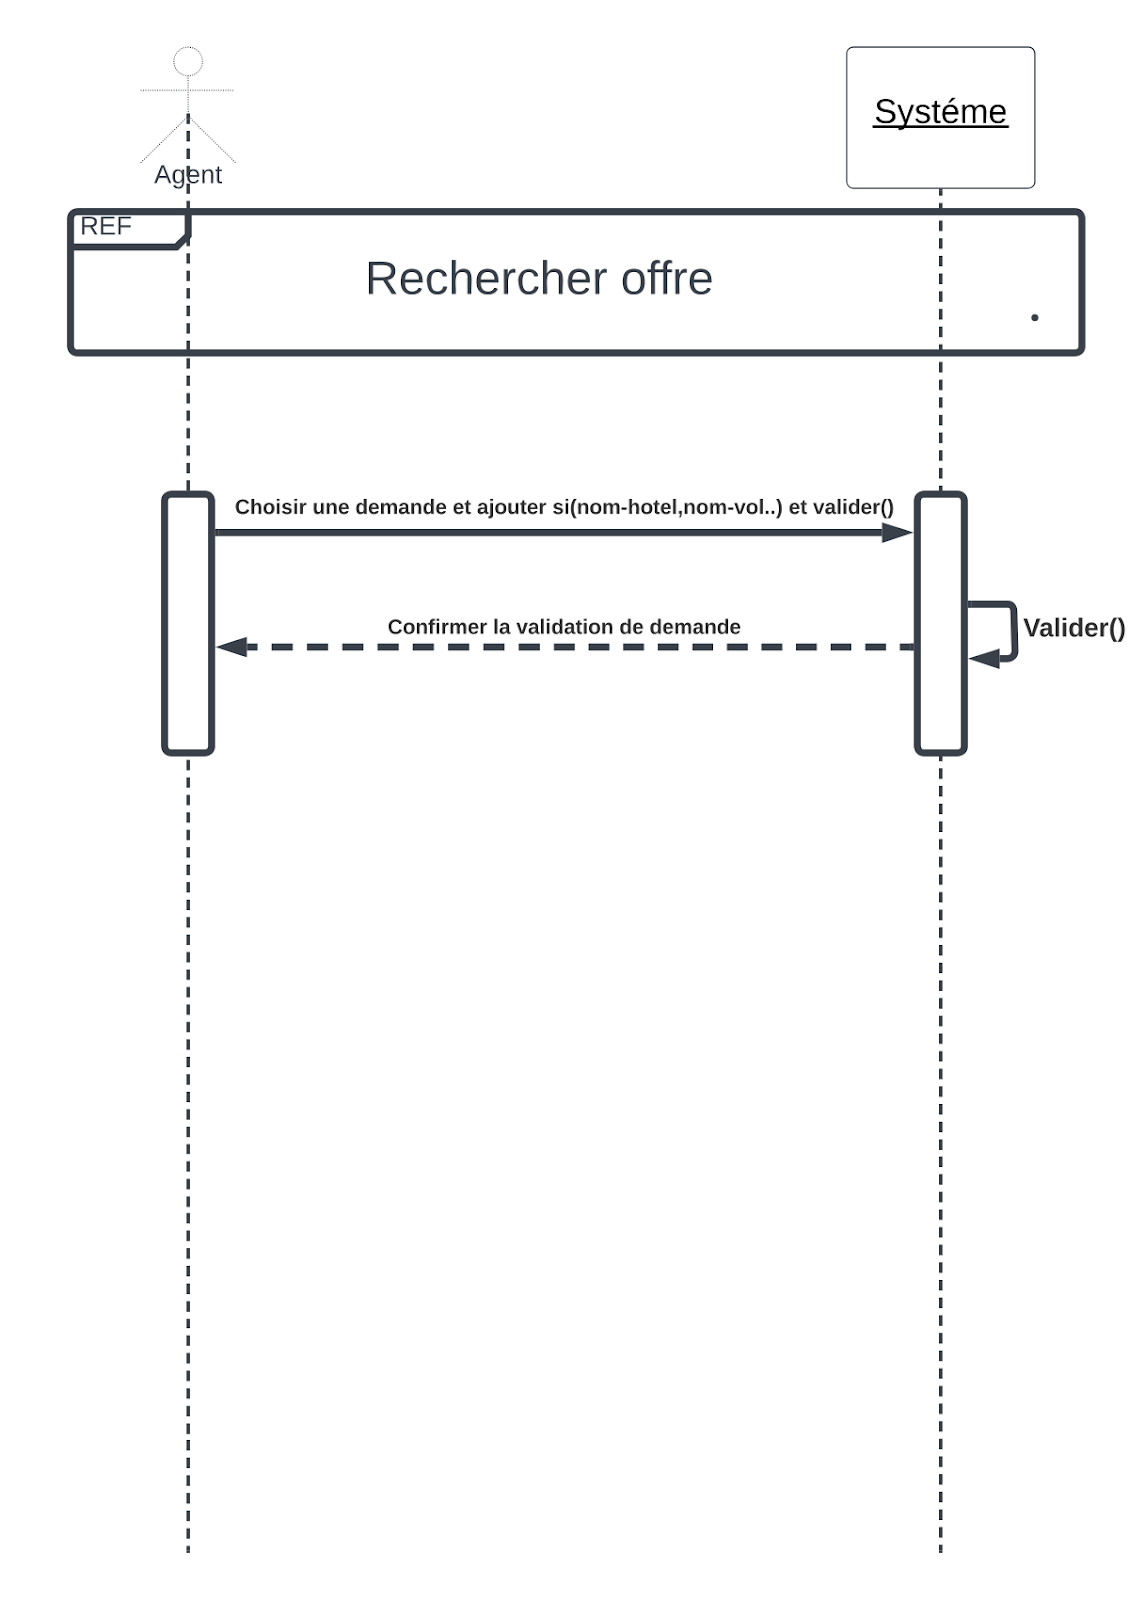 Agent
Systéme
REF
Rechercher offre
Choisir une demande et ajouter si(nom-hotel,nom-vol..) et valider()
Confirmer la validation de demande
Valider()